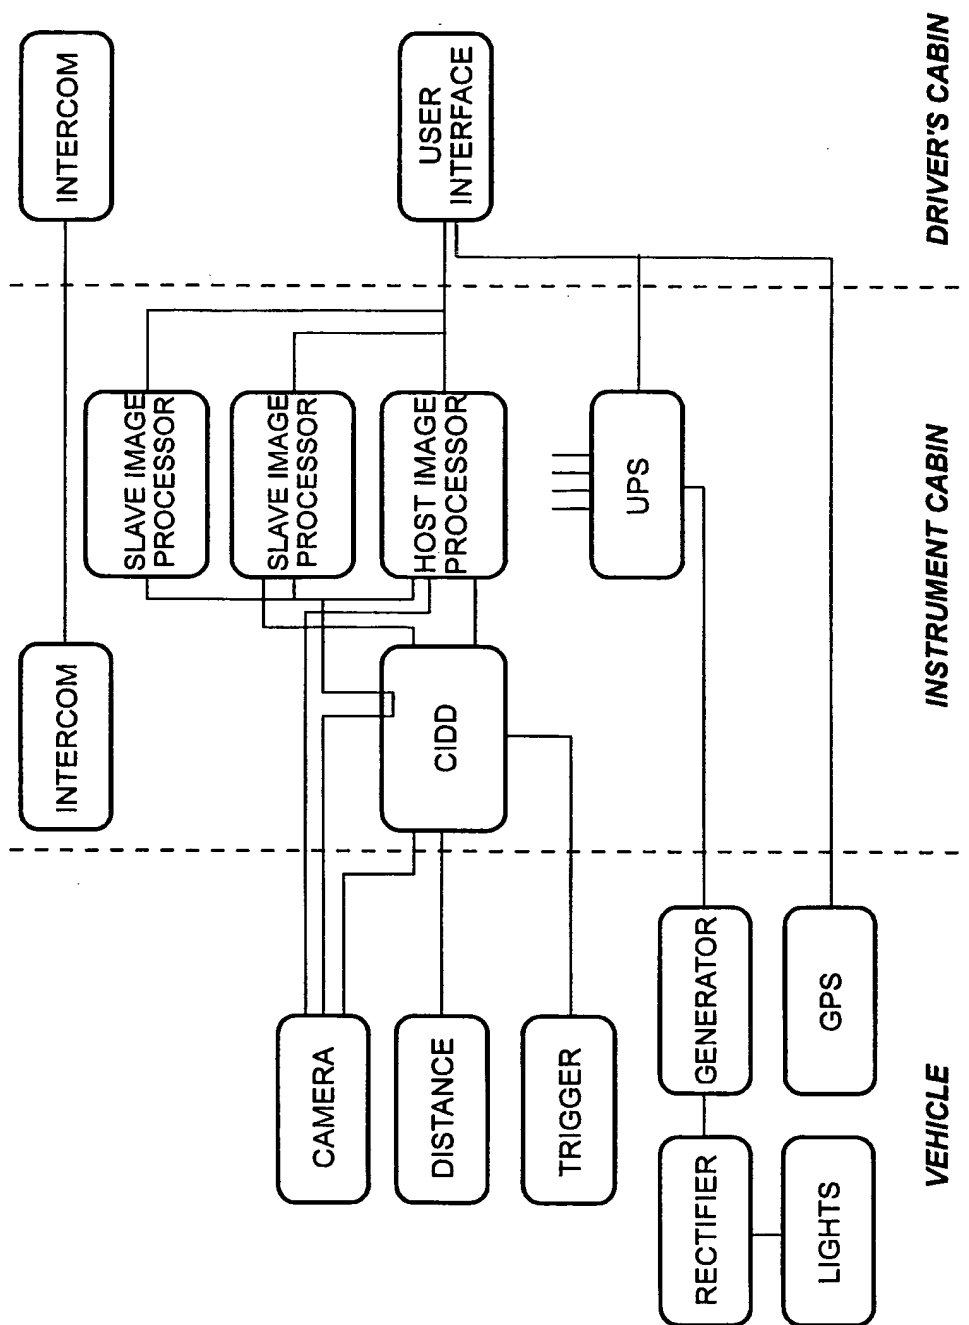 INTERCOM
INTERCOM
SLAVE IMAGE
PROCESSOR
SLAVE IMAGE
PROCESSOR
CAMERA
HOST IMAGE
PROCESSOR
USER
INTERFACE
CIDD
DISTANCE
TRIGGER
UPS
RECTIFIER
GENERATOR
LIGHTS
GPS
VEHICLE
INSTRUMENT CABIN
DRIVER'S CABIN